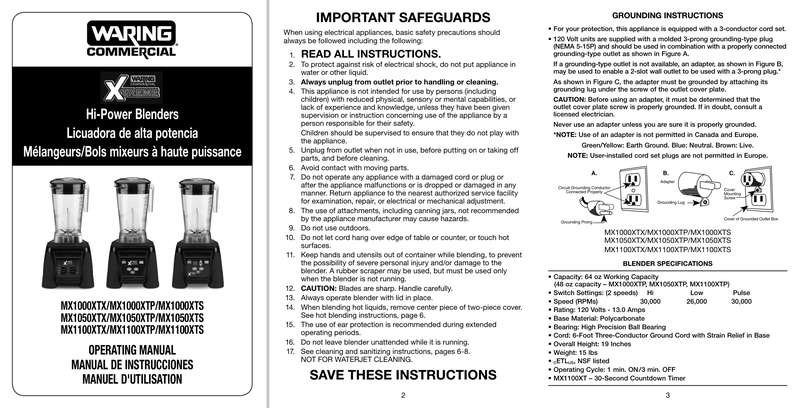 WARING
COMMERCIAL®
WARING
COMMERCIAL
XTREME
Hi-Power Blenders
Licuadora de alta potencia
Mélangeurs/Bols mixeurs à haute puissance
MX1000XTX/MX1000XTP/MX1000XTS
MX1050XTX/MX1050XTP/MX1050XTS
MX1100XTX/MX1100XTP/MX1100XTS
OPERATING MANUAL
MANUAL DE INSTRUCCIONES
MANUEL D'UTILISATION
IMPORTANT SAFEGUARDS
When using electrical appliances, basic safety precautions should
always be followed including the following:
1. READ ALL INSTRUCTIONS.
2. To protect against risk of electrical shock, do not put appliance in
water or other liquid.
3. Always unplug from outlet prior to handling or cleaning.
4. This appliance is not intended for use by persons (including
children) with reduced physical, sensory or mental capabilities, or
lack of experience and knowledge, unless they have been given
supervision or instruction concerning use of the appliance by a
person responsible for their safety.
Children should be supervised to ensure that they do not play with
the appliance.
5. Unplug from outlet when not in use, before putting on or taking off
parts, and before cleaning.
6. Avoid contact with moving parts.
7. Do not operate any appliance with a damaged cord or plug or
after the appliance malfunctions or is dropped or damaged in any
manner. Return appliance to the nearest authorized service facility
for examination, repair, or electrical or mechanical adjustment.
8. The use of attachments, including canning jars, not recommended
by the appliance manufacturer may cause hazards.
9. Do not use outdoors.
10. Do not let cord hang over edge of table or counter, or touch hot
surfaces.
11. Keep hands and utensils out of container while blending, to prevent
the possibility of severe personal injury and/or damage to the
blender. A rubber scraper may be used, but must be used only
when the blender is not running.
12. CAUTION: Blades are sharp. Handle carefully.
13. Always operate blender with lid in place.
14. When blending hot liquids, remove center piece of two-piece cover.
See hot blending instructions, page 6.
15. The use of ear protection is recommended during extended
operating periods.
16. Do not leave blender unattended while it is running.
17. See cleaning and sanitizing instructions, pages 6-8.
NOT FOR WATERJET CLEANING.
SAVE THESE INSTRUCTIONS
2
GROUNDING INSTRUCTIONS
• For your protection, this appliance is equipped with a 3-conductor cord set.
• 120 Volt units are supplied with a molded 3-prong grounding-type plug
(NEMA 5-15P) and should be used in combination with a properly connected
grounding-type outlet as shown in Figure A.
If a grounding-type outlet is not available, an adapter, as shown in Figure B,
may be used to enable a 2-slot wall outlet to be used with a 3-prong plug.*
As shown in Figure C, the adapter must be grounded by attaching its
grounding lug under the screw of the outlet cover plate.
CAUTION: Before using an adapter, it must be determined that the
outlet cover plate screw is properly grounded. If in doubt, consult a
licensed electrician.
Never use an adapter unless you are sure it is properly grounded.
*NOTE: Use of an adapter is not permitted in Canada and Europe.
Green/Yellow: Earth Ground. Blue: Neutral. Brown: Live.
NOTE: User-installed cord set plugs are not permitted in Europe.
A.
B.
C.
Circuit Grounding Conductor
Connected Properly
Grounding Prong
Adapter
Grounding Lug
Cover
Mounting
Screw
Cover of Grounded Outlet Box
MX1000XTX/MX1000XTP/MX1000XTS
MX1050XTX/MX1050XTP/MX1050XTS
MX1100XTX/MX1100XTP/MX1100XTS
BLENDER SPECIFICATIONS
• Capacity: 64 oz Working Capacity
(48 oz capacity – MX1000XTP, MX1050XTP, MX1100XTP)
• Switch Settings: (2 speeds) Hi Low Pulse
• Speed (RPMs) 30,000 26,000 30,000
• Rating: 120 Volts - 13.0 Amps
• Base Material: Polycarbonate
• Bearing: High Precision Ball Bearing
• Cord: 6-Foot Three-Conductor Ground Cord with Strain Relief in Base
• Overall Height: 19 Inches
• Weight: 15 lbs
• cETLus, NSF listed
• Operating Cycle: 1 min. ON/3 min. OFF
• MX1100XT – 30-Second Countdown Timer
3